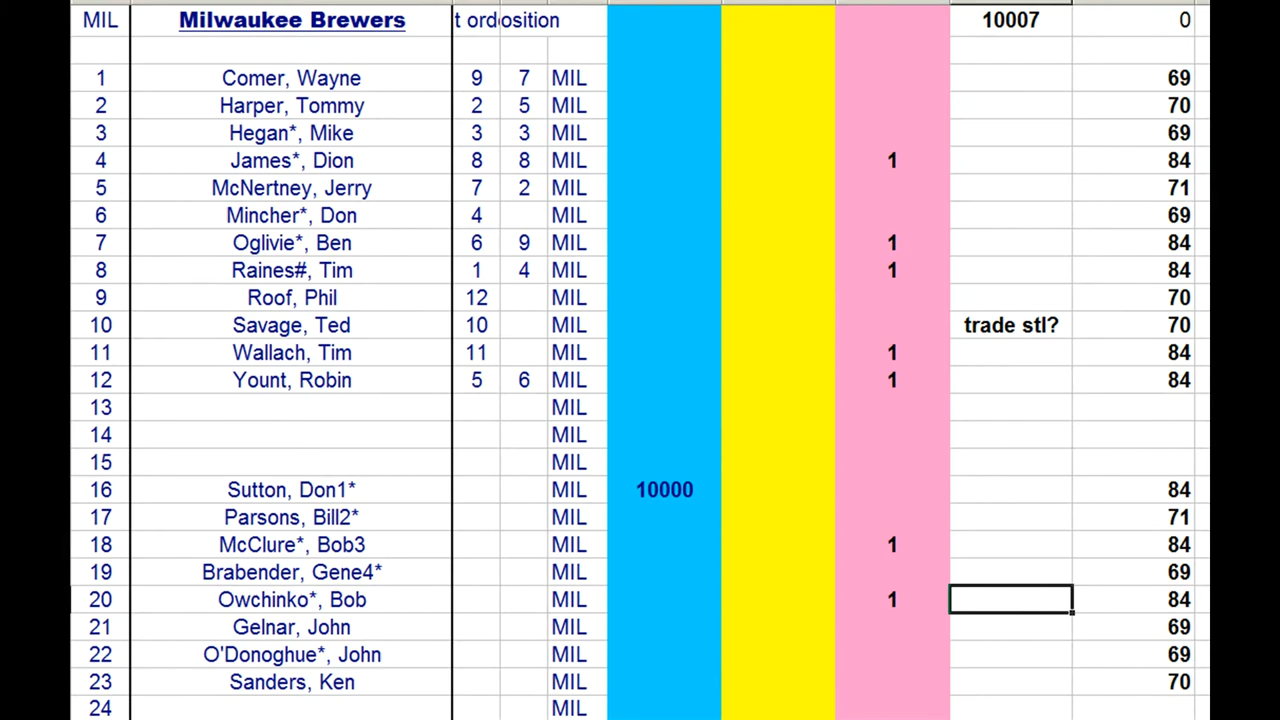 MIL Milwaukee Brewers t ordosition 10007 0
1 Comer, Wayne 9 7 MIL 69
2 Harper, Tommy 2 5 MIL 70
3 Hegan*, Mike 3 3 MIL 69
4 James*, Dion 8 8 MIL 1 84
5 McNertney, Jerry 7 2 MIL 71
6 Mincher*, Don 4 MIL 69
7 Oglivie*, Ben 6 9 MIL 1 84
8 Raines#, Tim 1 4 MIL 1 84
9 Roof, Phil 12 MIL 70
10 Savage, Ted 10 MIL trade stl? 70
11 Wallach, Tim 11 MIL 1 84
12 Yount, Robin 5 6 MIL 1 84
13 MIL
14 MIL
15 MIL
16 Sutton, Don1* MIL 10000 84
17 Parsons, Bill2* MIL 71
18 McClure*, Bob3 MIL 1 84
19 Brabender, Gene4* MIL 69
20 Owchinko*, Bob MIL 1 84
21 Gelnar, John MIL 69
22 O'Donoghue*, John MIL 69
23 Sanders, Ken MIL 70
24 MIL